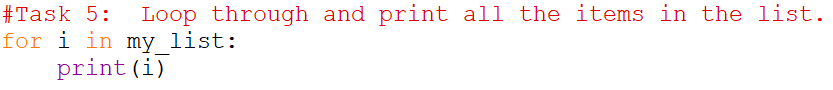 #Task 5:  Loop through and print all the items in the list.
for i in my_list:
    print(i)